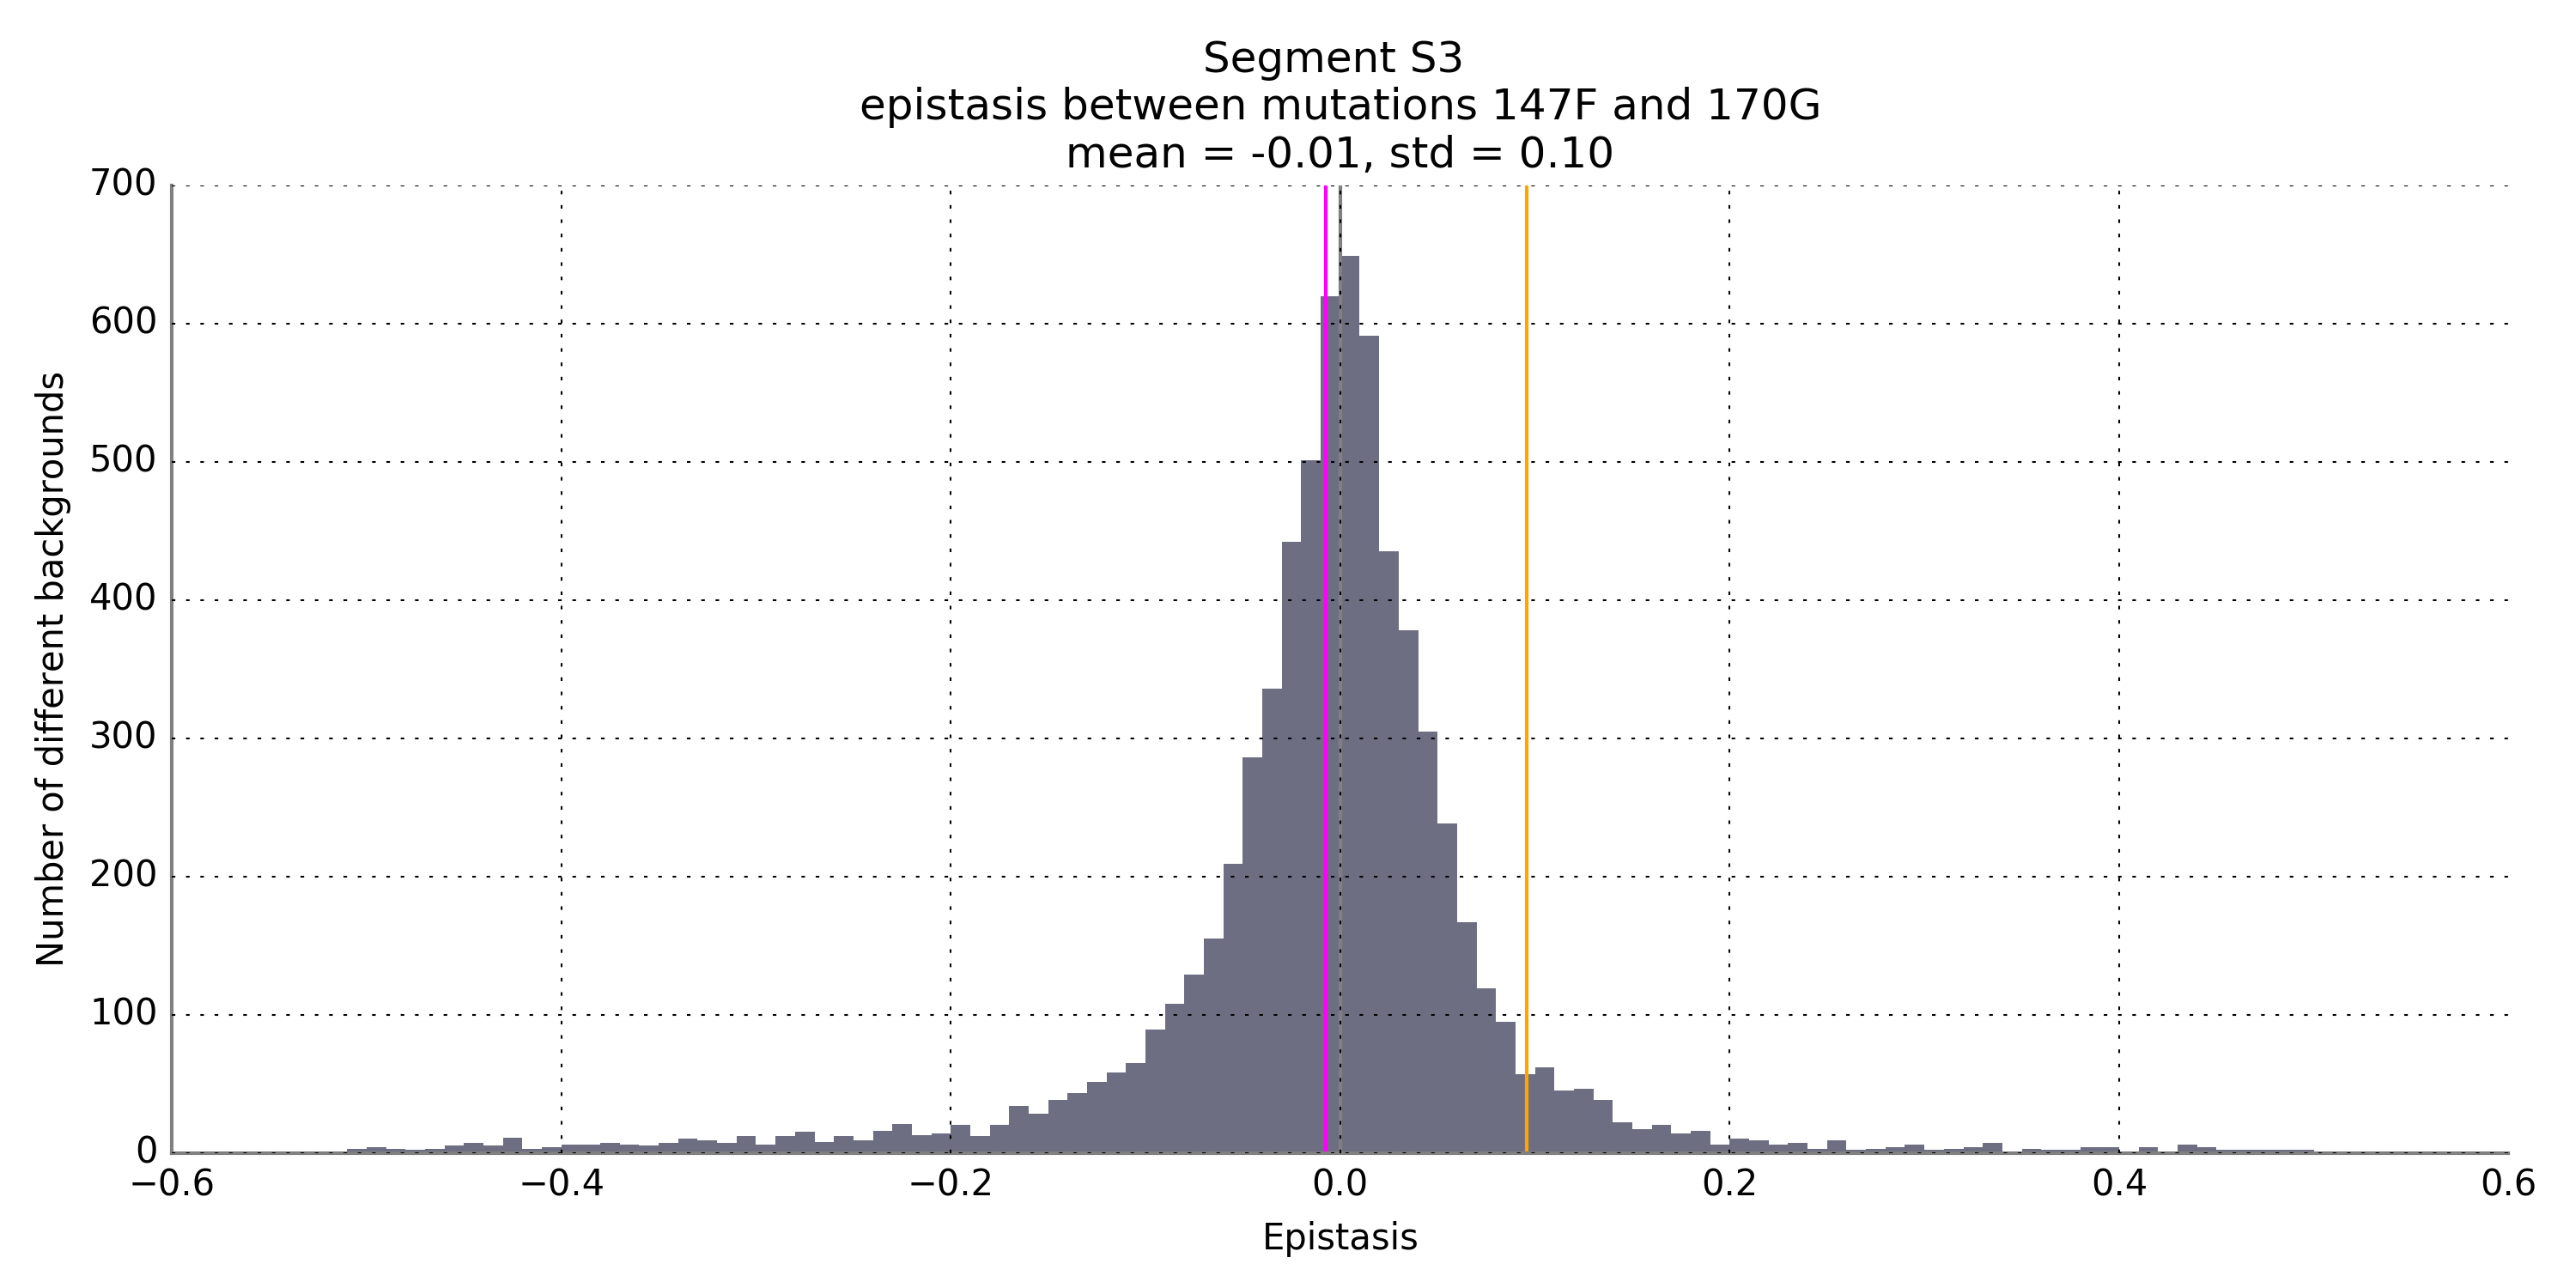 Segment S3
epistasis between mutations 147F and 170G
mean = -0.01, std = 0.10
700
600
500
400
300
200
100
0
Number of different backgrounds
−0.6 −0.4 −0.2 0.0 0.2 0.4 0.6
Epistasis